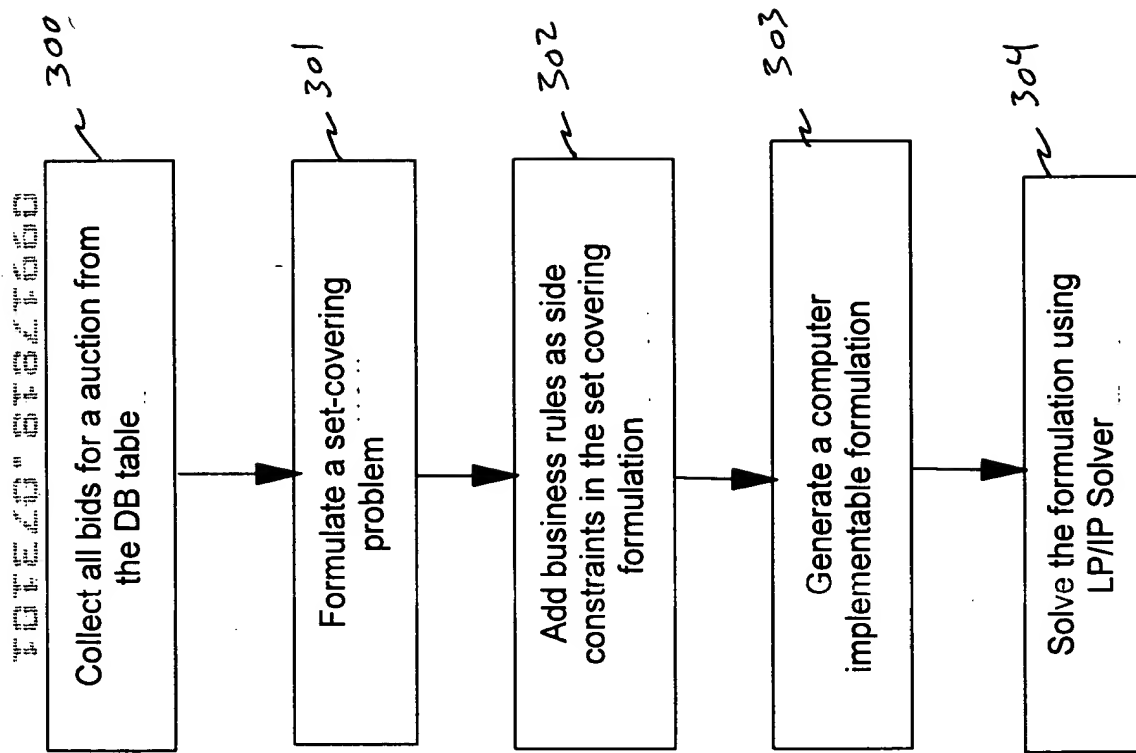 300
Collect all bids for a auction from
the DB table
301
Formulate a set-covering
problem
302
Add business rules as side
constraints in the set covering
formulation
303
Generate a computer
implementable formulation
304
Solve the formulation using
LP/IP Solver